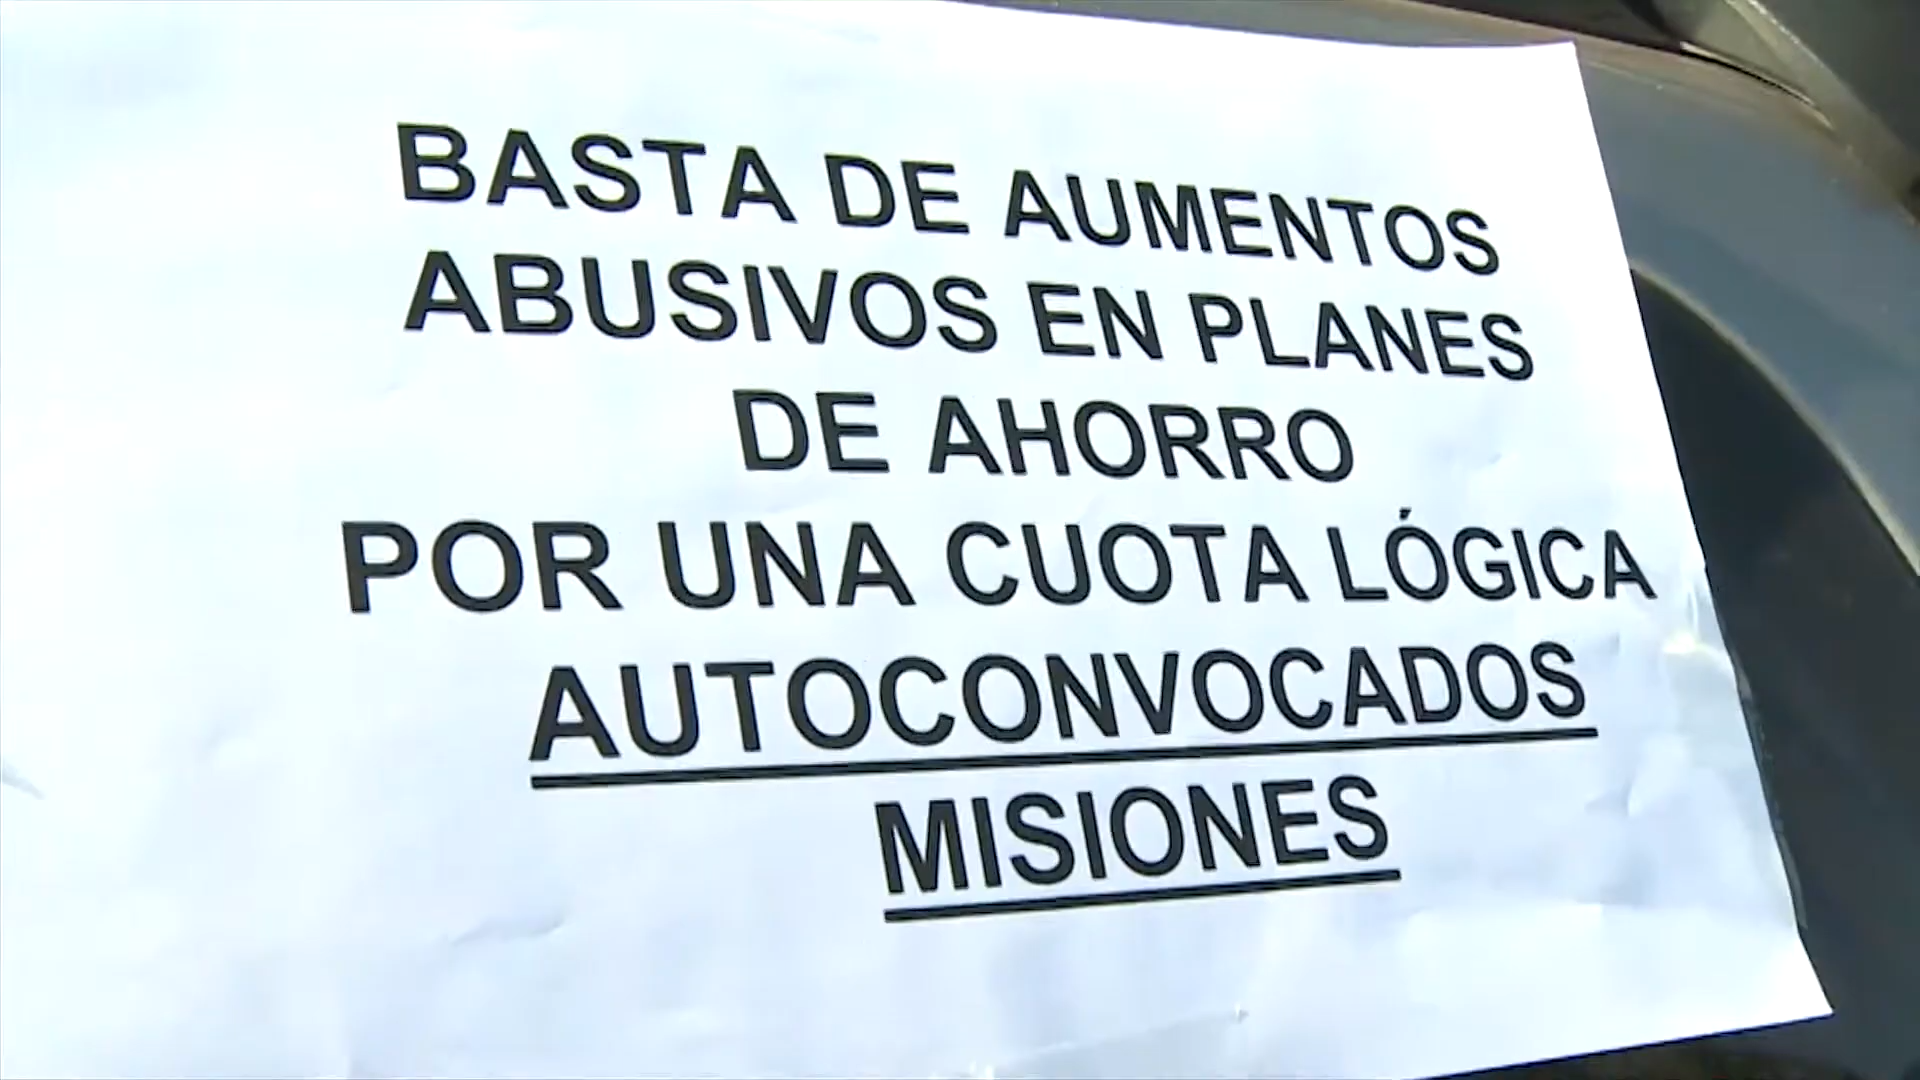 BASTA DE AUMENTOS
ABUSIVOS EN PLANES
DE AHORRO
POR UNA CUOTA LÓGICA
AUTOCONVOCADOS
MISIONES